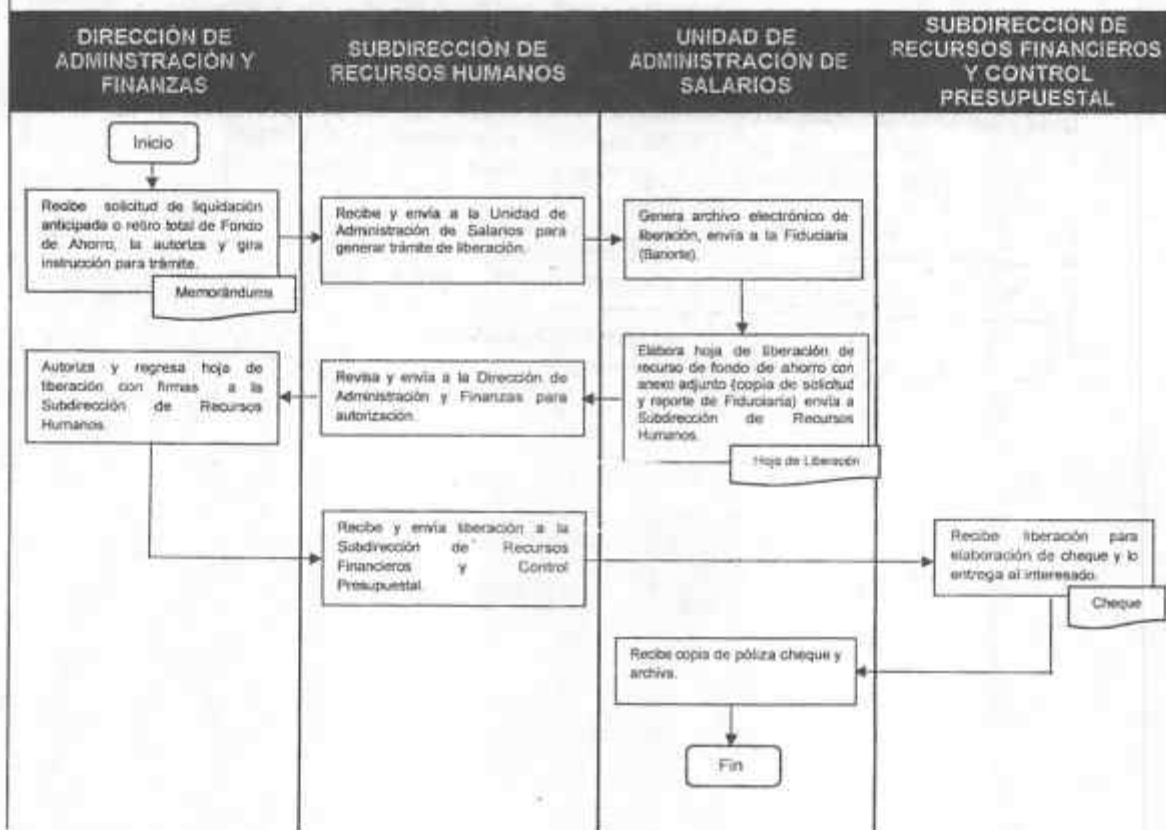 DIRECCIÓN DE
ADMINSTRACIÓN Y
FINANZAS
SUBDIRECCIÓN DE
RECURSOS HUMANOS
UNIDAD DE
ADMINISTRACIÓN DE
SALARIOS
SUBDIRECCIÓN DE
RECURSOS FINANCIEROS
Y CONTROL
PRESUPUESTAL
Inicio
Recibe solicitud de liquidación
anticipada o retiro total de Fondo
de Ahorro, la autoriza y gira
instrucción para trámite.
Memorándums
Recibe y envía a la Unidad de
Administración de Salarios para
generar trámite de liberación.
Genera archivo electrónico de
liberación, envía a la Fiduciaria
(Banorte).
Elabora hoja de liberación de
recurso de fondo de ahorro con
anexo adjunto (copia de solicitud
y reporte de Fiduciaria) envía a
Subdirección de Recursos
Humanos.
Hoja de Liberación
Revisa y envía a la Dirección de
Administración y Finanzas para
autorización.
Autoriza y regresa hoja de
liberación con firmas a la
Subdirección de Recursos
Humanos.
Recibe y envía liberación a la
Subdirección de Recursos
Financieros y Control
Presupuestal.
Recibe liberación para
elaboración de cheque y lo
entrega al interesado.
Cheque
Recibe copia de póliza cheque y
archiva.
Fin